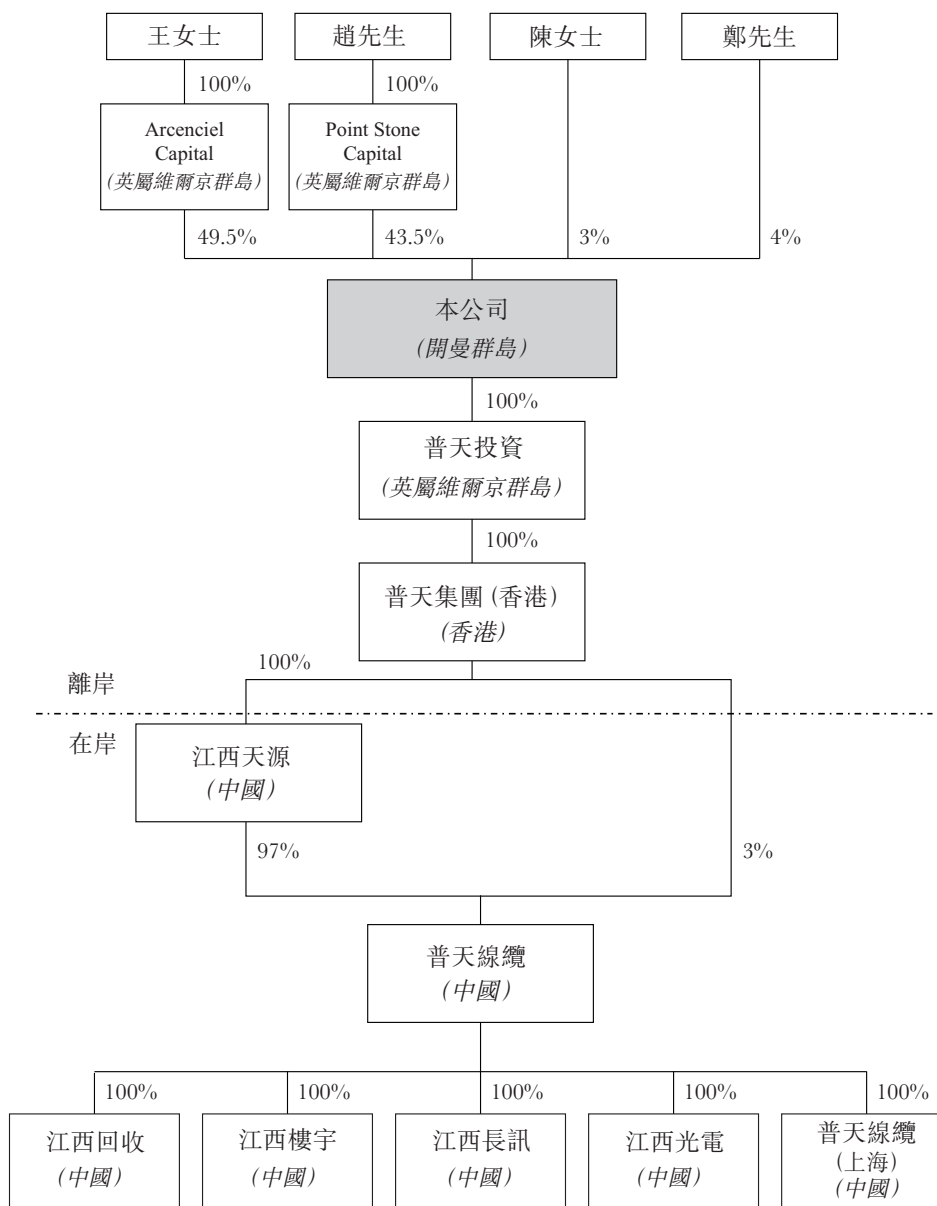 王女士
趙先生
陳女士
鄭先生
100%
100%
Arcenciel
Capital
(英屬維爾京群島)
Point Stone
Capital
(英屬維爾京群島)
49.5%
43.5%
3%
4%
本公司
(開曼群島)
100%
普天投資
(英屬維爾京群島)
100%
普天集團(香港)
(香港)
100%
離岸
在岸
江西天源
(中國)
97%
3%
普天線纜
(中國)
100%
100%
100%
100%
100%
江西回收
(中國)
江西樓宇
(中國)
江西長訊
(中國)
江西光電
(中國)
普天線纜
(上海)
(中國)